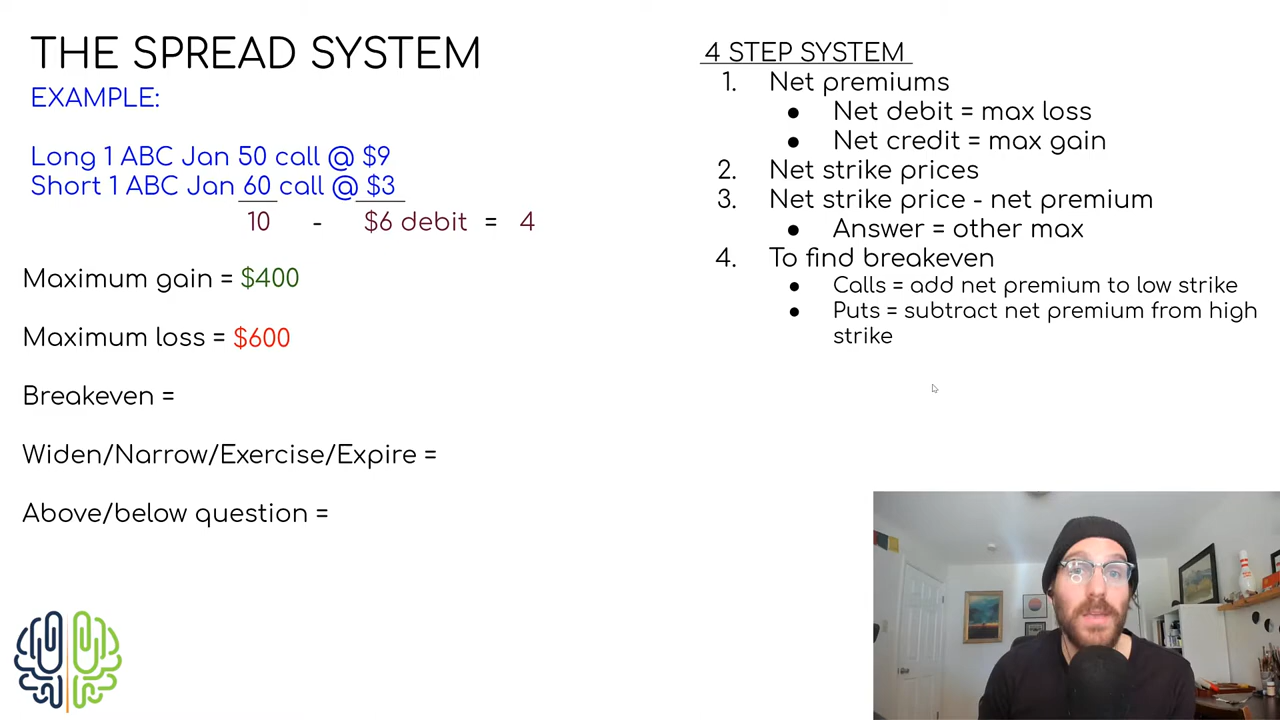 THE SPREAD SYSTEM
EXAMPLE:
Long 1 ABC Jan 50 call @ $9
Short 1 ABC Jan 60 call @ $3
10 - $6 debit = 4
Maximum gain = $400
Maximum loss = $600
Breakeven =
Widen/Narrow/Exercise/Expire =
Above/below question =
4 STEP SYSTEM
1. Net premiums
● Net debit = max loss
● Net credit = max gain
2. Net strike prices
3. Net strike price - net premium
● Answer = other max
4. To find breakeven
● Calls = add net premium to low strike
● Puts = subtract net premium from high
strike